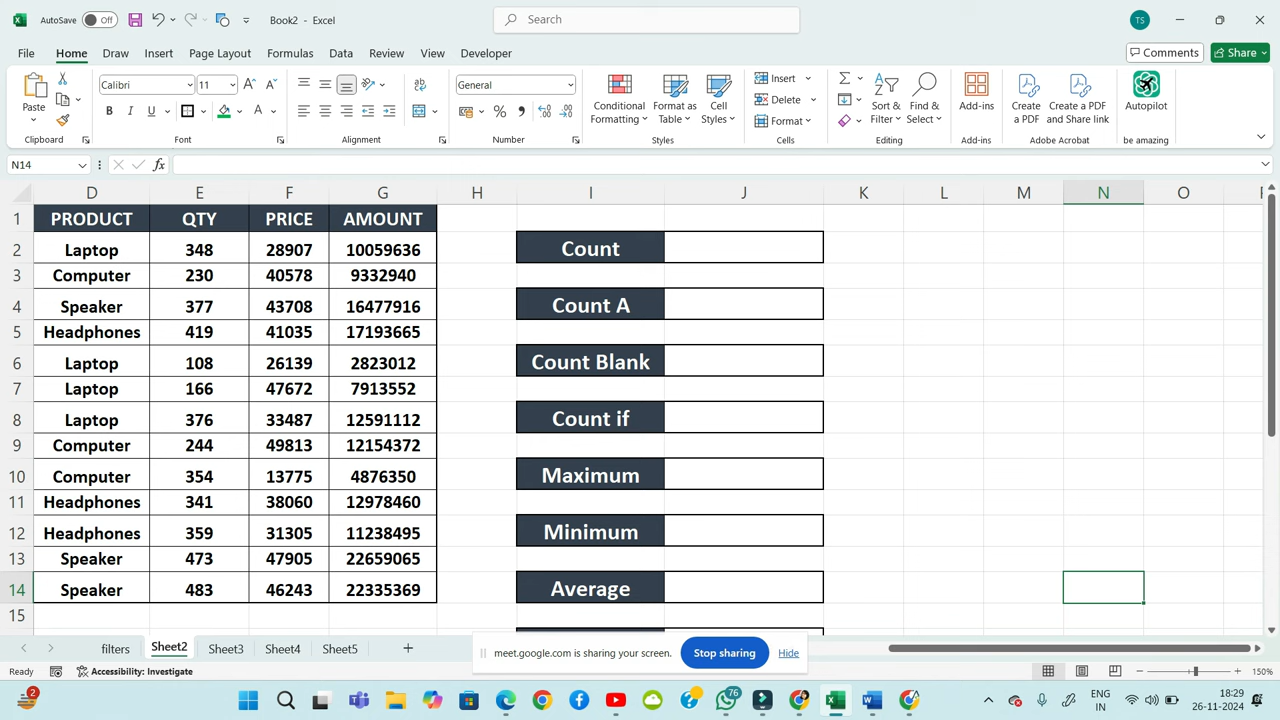 AutoSave Off Book2 - Excel Search TS
File Home Draw Insert Page Layout Formulas Data Review View Developer Comments Share
Paste Calibri 11 General Conditional Formatting Format as Table Cell Styles Insert Delete Format Sort & Filter Find & Select Add-ins Create a PDF Create a PDF and Share link Autopilot
Clipboard Font Alignment Number Styles Cells Editing Add-ins Adobe Acrobat be amazing
N14 fx
D E F G H I J K L M N O
1 PRODUCT QTY PRICE AMOUNT
2 Laptop 348 28907 10059636 Count
3 Computer 230 40578 9332940
4 Speaker 377 43708 16477916 Count A
5 Headphones 419 41035 17193665
6 Laptop 108 26139 2823012 Count Blank
7 Laptop 166 47672 7913552
8 Laptop 376 33487 12591112 Count if
9 Computer 244 49813 12154372
10 Computer 354 13775 4876350 Maximum
11 Headphones 341 38060 12978460
12 Headphones 359 31305 11238495 Minimum
13 Speaker 473 47905 22659065
14 Speaker 483 46243 22335369 Average
15
filters Sheet2 Sheet3 Sheet4 Sheet5
meet.google.com is sharing your screen. Stop sharing Hide
Ready Accessibility: Investigate 150%
2 76 ENG IN 18:29 26-11-2024